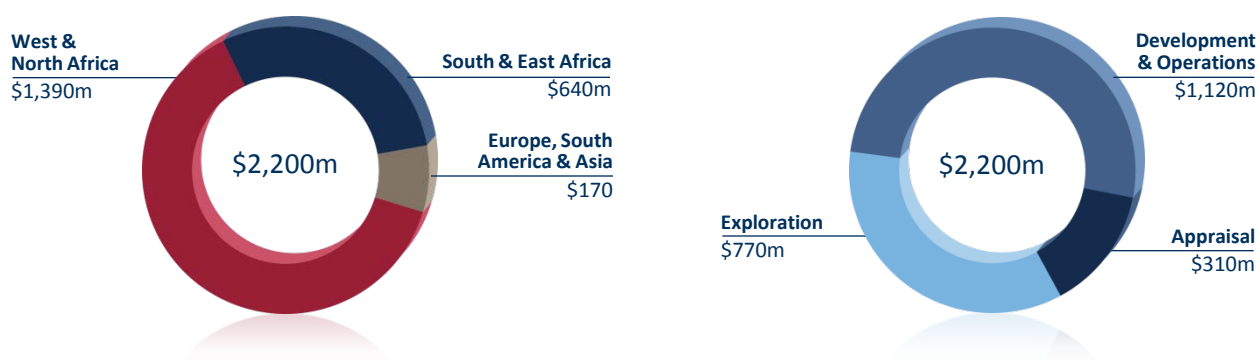 West &
North Africa
$1,390m
South & East Africa
$640m
Europe, South
America & Asia
$170
$2,200m
Development
& Operations
$1,120m
Exploration
$770m
Appraisal
$310m
$2,200m